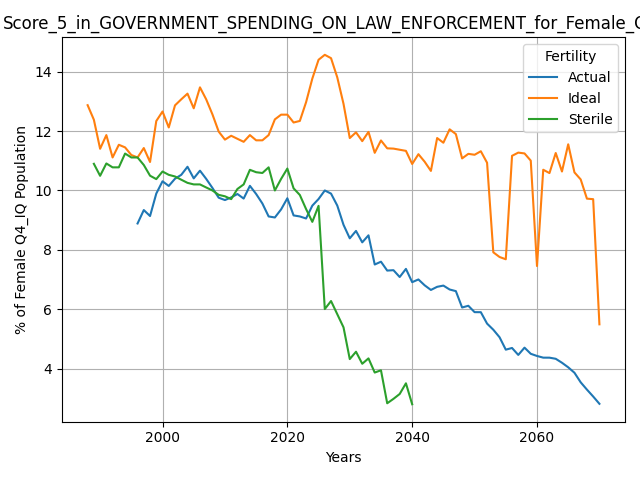 Score_5_in_GOVERNMENT_SPENDING_ON_LAW_ENFORCEMENT_for_Female_
Fertility
Actual
Ideal
Sterile
% of Female Q4_IQ Population
14
12
10
8
6
4
2000 2020 2040 2060
Years